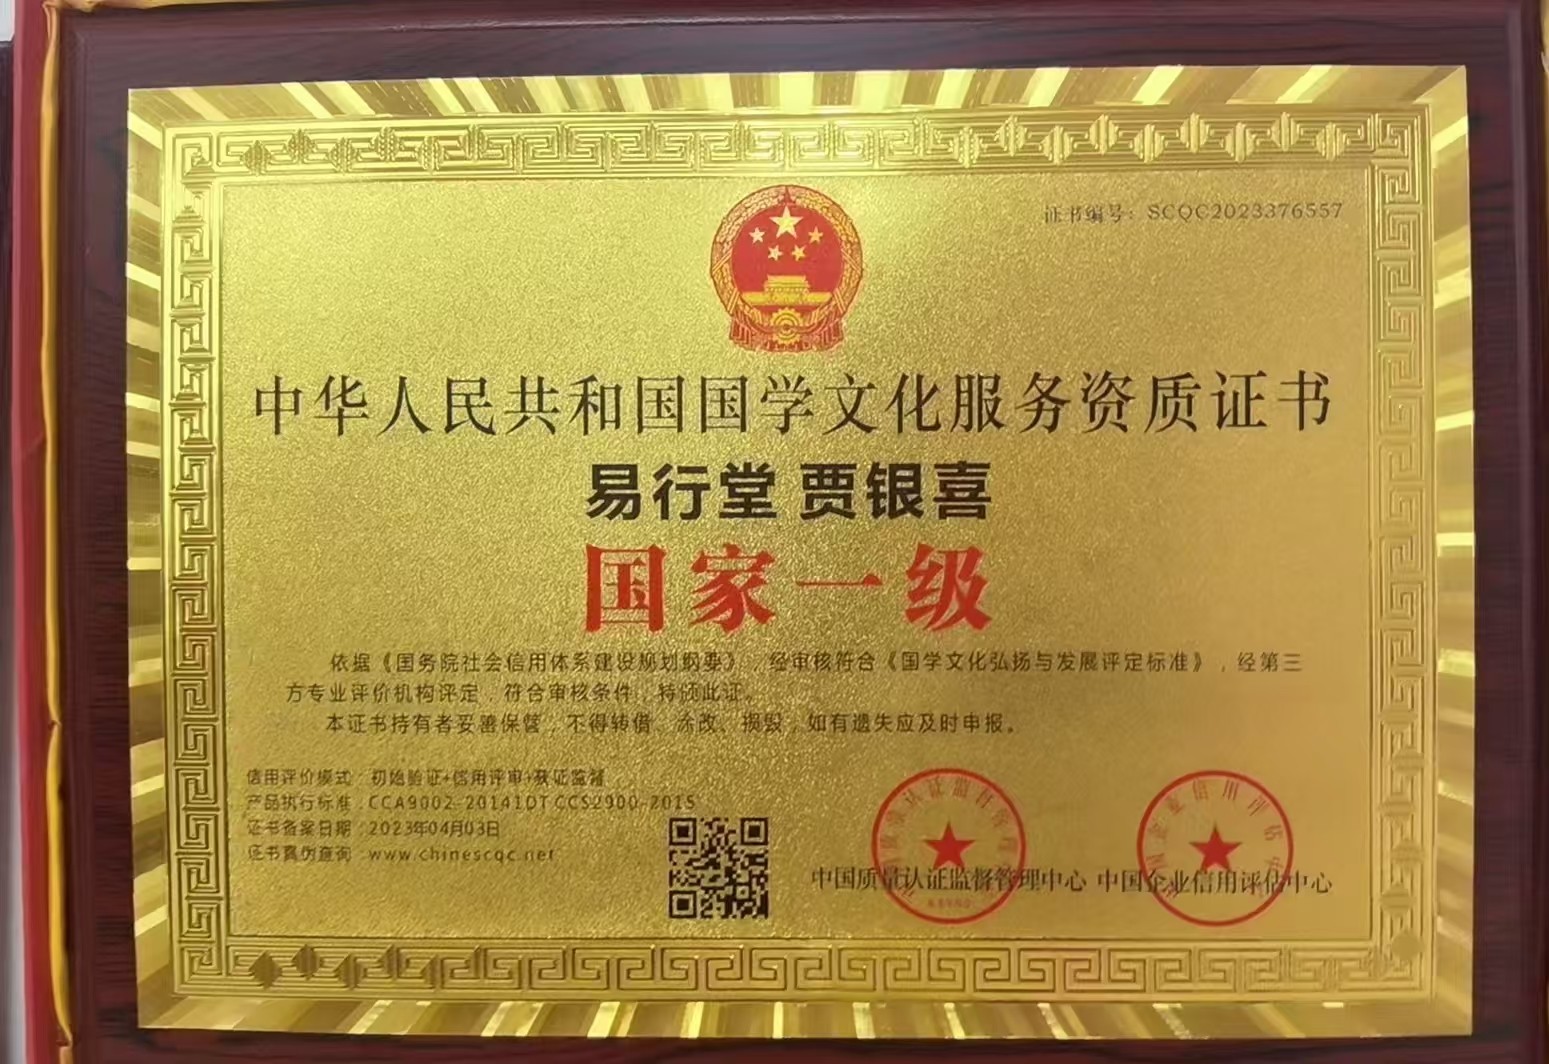 证书编号：SCQC2023376557
中华人民共和国国学文化服务资质证书
易行堂 贾银喜
国家一级
依据《国务院社会信用体系建设规划纲要》，经审核符合《国学文化弘扬与发展评定标准》，经第三
方专业评价机构评定，符合审核条件，特颁此证。
本证书持有者妥善保管，不得转借、涂改、损毁，如有遗失应及时申报。
信用评价模式：初始验证+信用评审+获证监督
产品执行标准：CCA9002-20141DT CCS2900-2015
证书备案日期：2023年04月03日
证书真伪查询：www.chinescqc.net
中国质量认证监督管理中心 中国企业信用评估中心